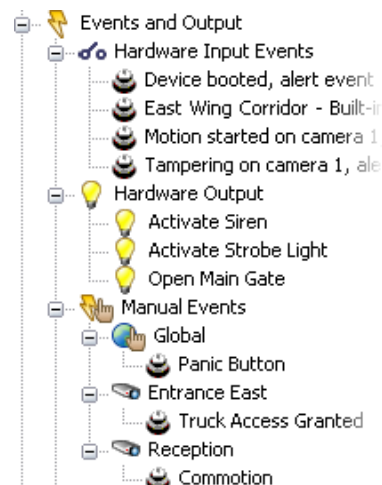 Events and Output
Hardware Input Events
Device booted, alert event
East Wing Corridor - Built-
Motion started on camera 1
Tampering on camera 1,
Hardware Output
Activate Siren
Activate Strobe Light
Open Main Gate
Manual Events
Global
Panic Button
Entrance East
Truck Access Granted
Reception
Commotion